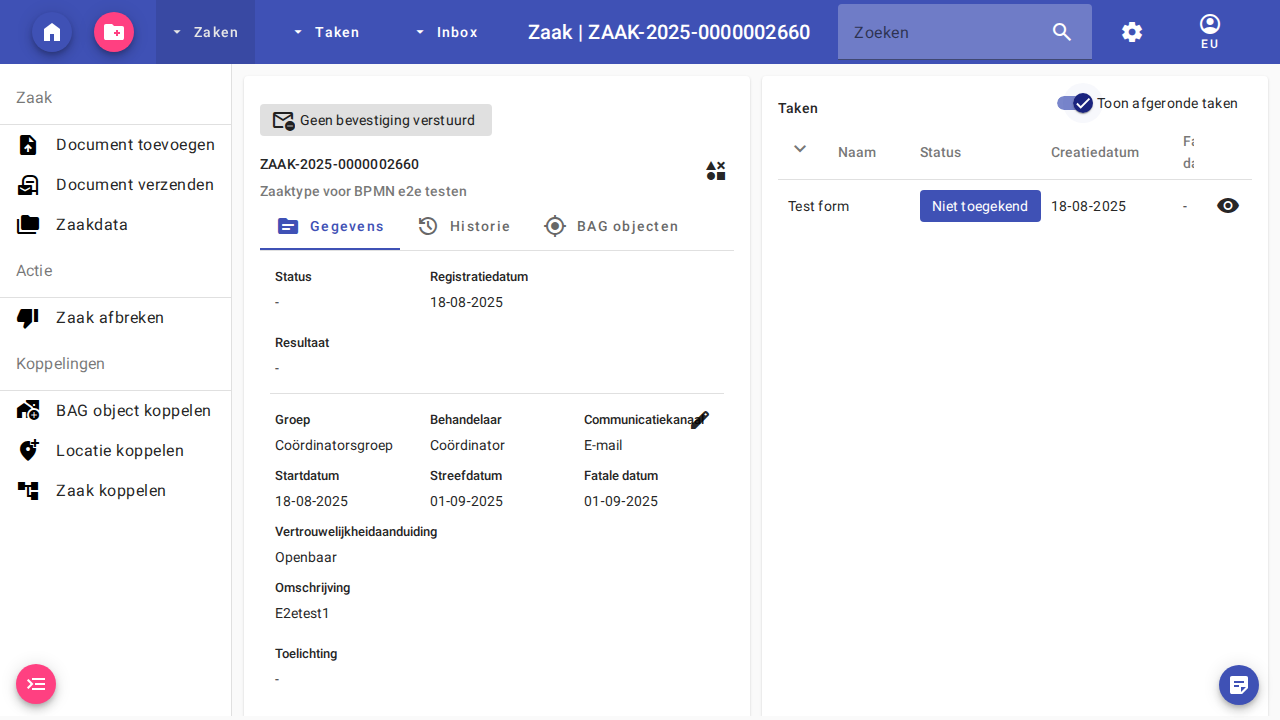 Zaken
Taken
Inbox
Zaak | ZAAK-2025-0000002660
Zoeken
EU
Zaak
Document toevoegen
Document verzenden
Zaakdata
Actie
Zaak afbreken
Koppelingen
BAG object koppelen
Locatie koppelen
Zaak koppelen
Geen bevestiging verstuurd
ZAAK-2025-0000002660
Zaaktype voor BPMN e2e testen
Gegevens
Historie
BAG objecten
Status
Registratiedatum
-
18-08-2025
Resultaat
-
Groep
Behandelaar
Communicatiekanaal
Coördinatorsgroep
Coördinator
E-mail
Startdatum
Streefdatum
Fatale datum
18-08-2025
01-09-2025
01-09-2025
Vertrouwelijkheidaanduiding
Openbaar
Omschrijving
E2etest1
Toelichting
-
Taken
Toon afgeronde taken
Naam
Status
Creatiedatum
Test form
Niet toegekend
18-08-2025
-